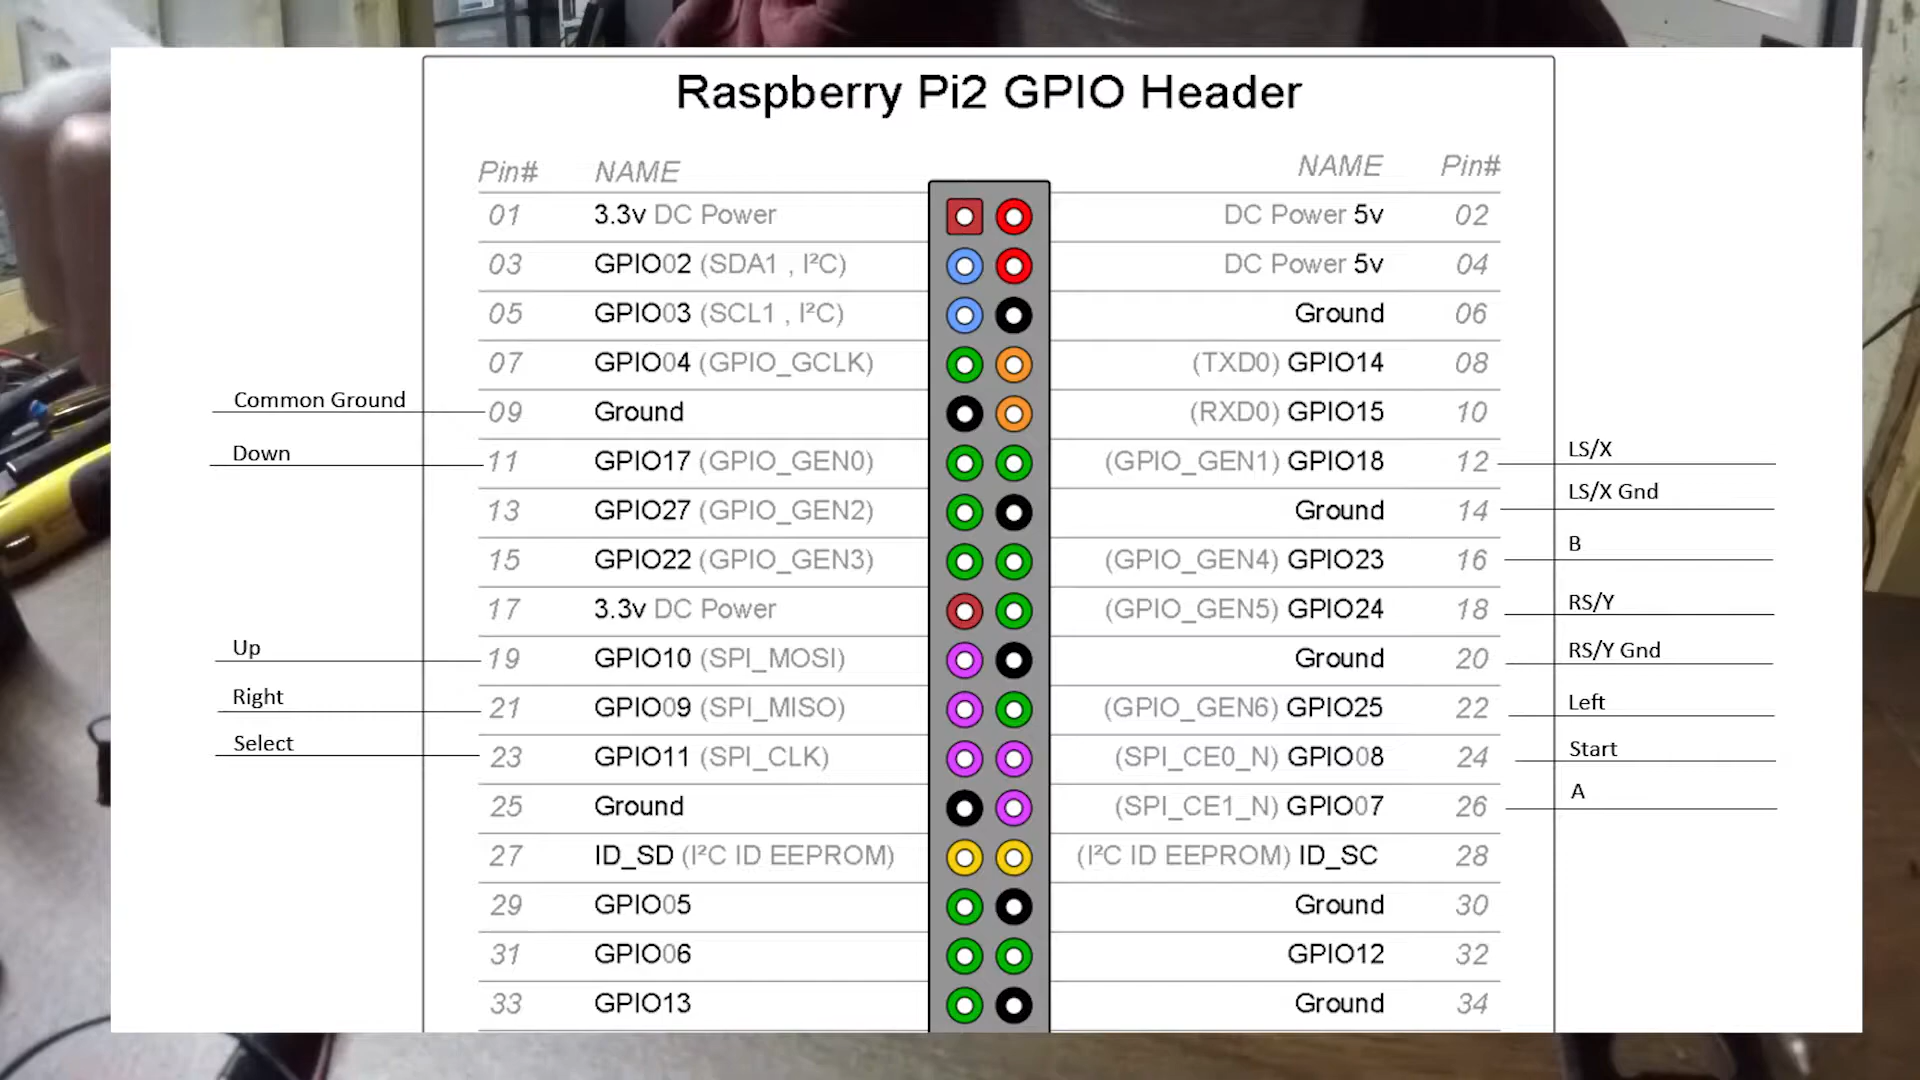 Raspberry Pi2 GPIO Header
Pin# NAME NAME Pin#
01 3.3v DC Power DC Power 5v 02
03 GPIO02 (SDA1 , I²C) DC Power 5v 04
05 GPIO03 (SCL1 , I²C) Ground 06
07 GPIO04 (GPIO_GCLK) (TXD0) GPIO14 08
Common Ground 09 Ground (RXD0) GPIO15 10
Down 11 GPIO17 (GPIO_GEN0) (GPIO_GEN1) GPIO18 12 LS/X
13 GPIO27 (GPIO_GEN2) Ground 14 LS/X Gnd
15 GPIO22 (GPIO_GEN3) (GPIO_GEN4) GPIO23 16 B
17 3.3v DC Power (GPIO_GEN5) GPIO24 18 RS/Y
Up 19 GPIO10 (SPI_MOSI) Ground 20 RS/Y Gnd
Right 21 GPIO09 (SPI_MISO) (GPIO_GEN6) GPIO25 22 Left
Select 23 GPIO11 (SPI_CLK) (SPI_CE0_N) GPIO08 24 Start
25 Ground (SPI_CE1_N) GPIO07 26 A
27 ID_SD (I²C ID EEPROM) (I²C ID EEPROM) ID_SC 28
29 GPIO05 Ground 30
31 GPIO06 GPIO12 32
33 GPIO13 Ground 34